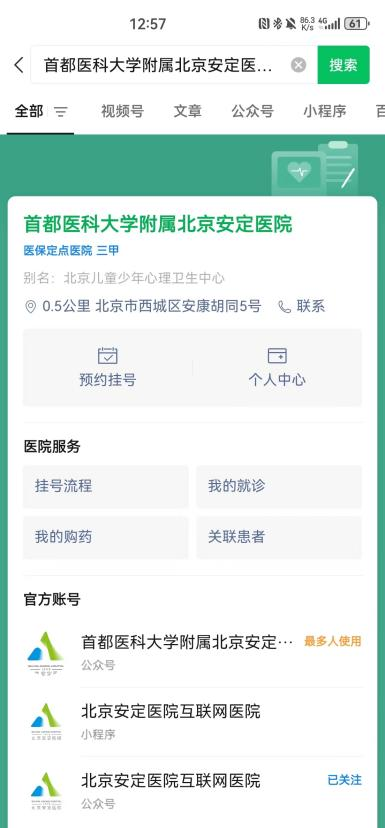 12:57
86.3 K/s 4G 61
首都医科大学附属北京安定医... 搜索
全部 视频号 文章 公众号 小程序
首都医科大学附属北京安定医院
医保定点医院 三甲
别名：北京儿童少年心理卫生中心
0.5公里 北京市西城区安康胡同5号 联系
预约挂号 个人中心
医院服务
挂号流程 我的就诊
我的购药 关联患者
官方账号
首都医科大学附属北京安定... 最多人使用
公众号
北京安定医院互联网医院
小程序
北京安定医院互联网医院 已关注
公众号